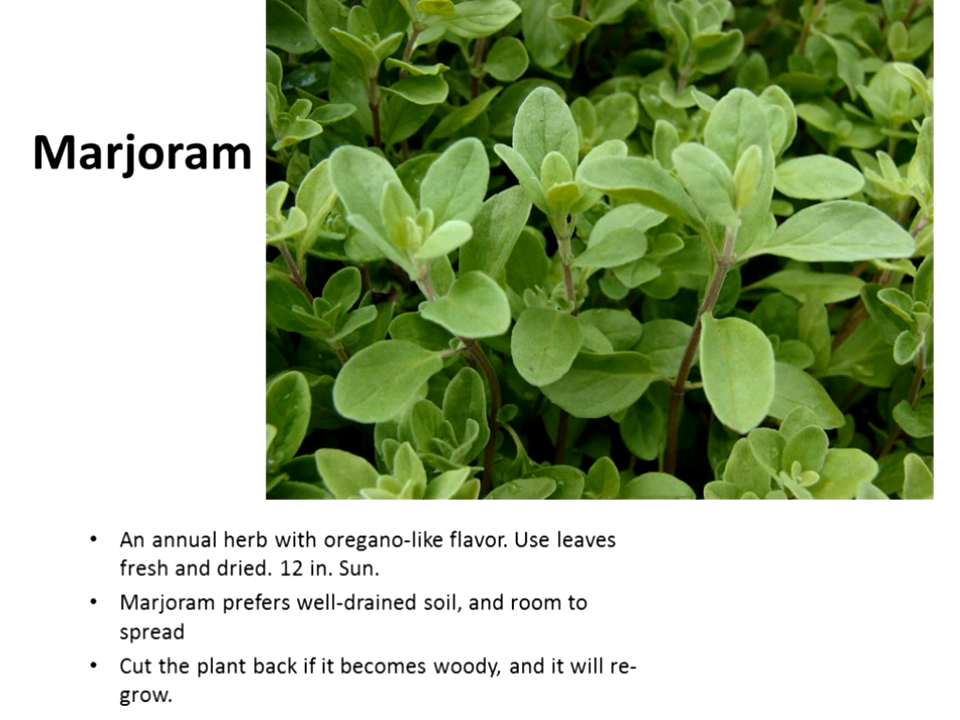 Marjoram
• An annual herb with oregano-like flavor. Use leaves
fresh and dried. 12 in. Sun.
• Marjoram prefers well-drained soil, and room to
spread
• Cut the plant back if it becomes woody, and it will re-
grow.